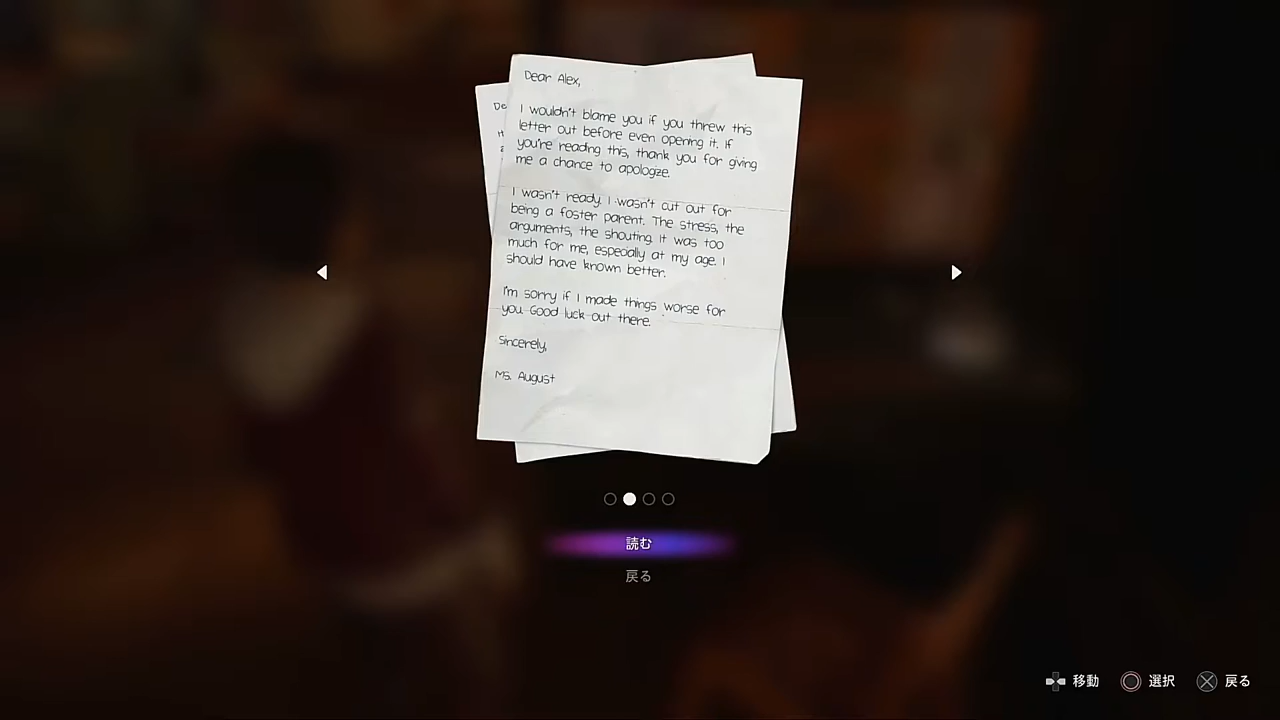 Dear Alex,
I wouldn't blame you if you threw this
letter out before even opening it. If
you're reading this, thank you for giving
me a chance to apologize.
I wasn't ready. I wasn't cut out for
being a foster parent. The stress, the
arguments, the shouting. It was too
much for me, especially at my age. I
should have known better.
I'm sorry if I made things worse for
you. Good luck out there.
Sincerely,
Ms. August
De
読む
戻る
移動 選択 戻る